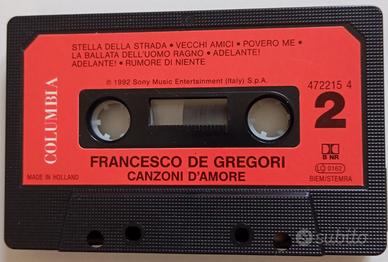 STELLA DELLA STRADA • VECCHI AMICI • POVERO ME •
LA BALLATA DELL'UOMO RAGNO • ADELANTE!
ADELANTE! • RUMORE DI NIENTE
℗ 1992 Sony Music Entertainment (Italy) S.p.A.
472215 4
2
COLUMBIA
FRANCESCO DE GREGORI
CANZONI D'AMORE
B NR
LC 0162
MADE IN HOLLAND
BIEM/STEMRA
subito